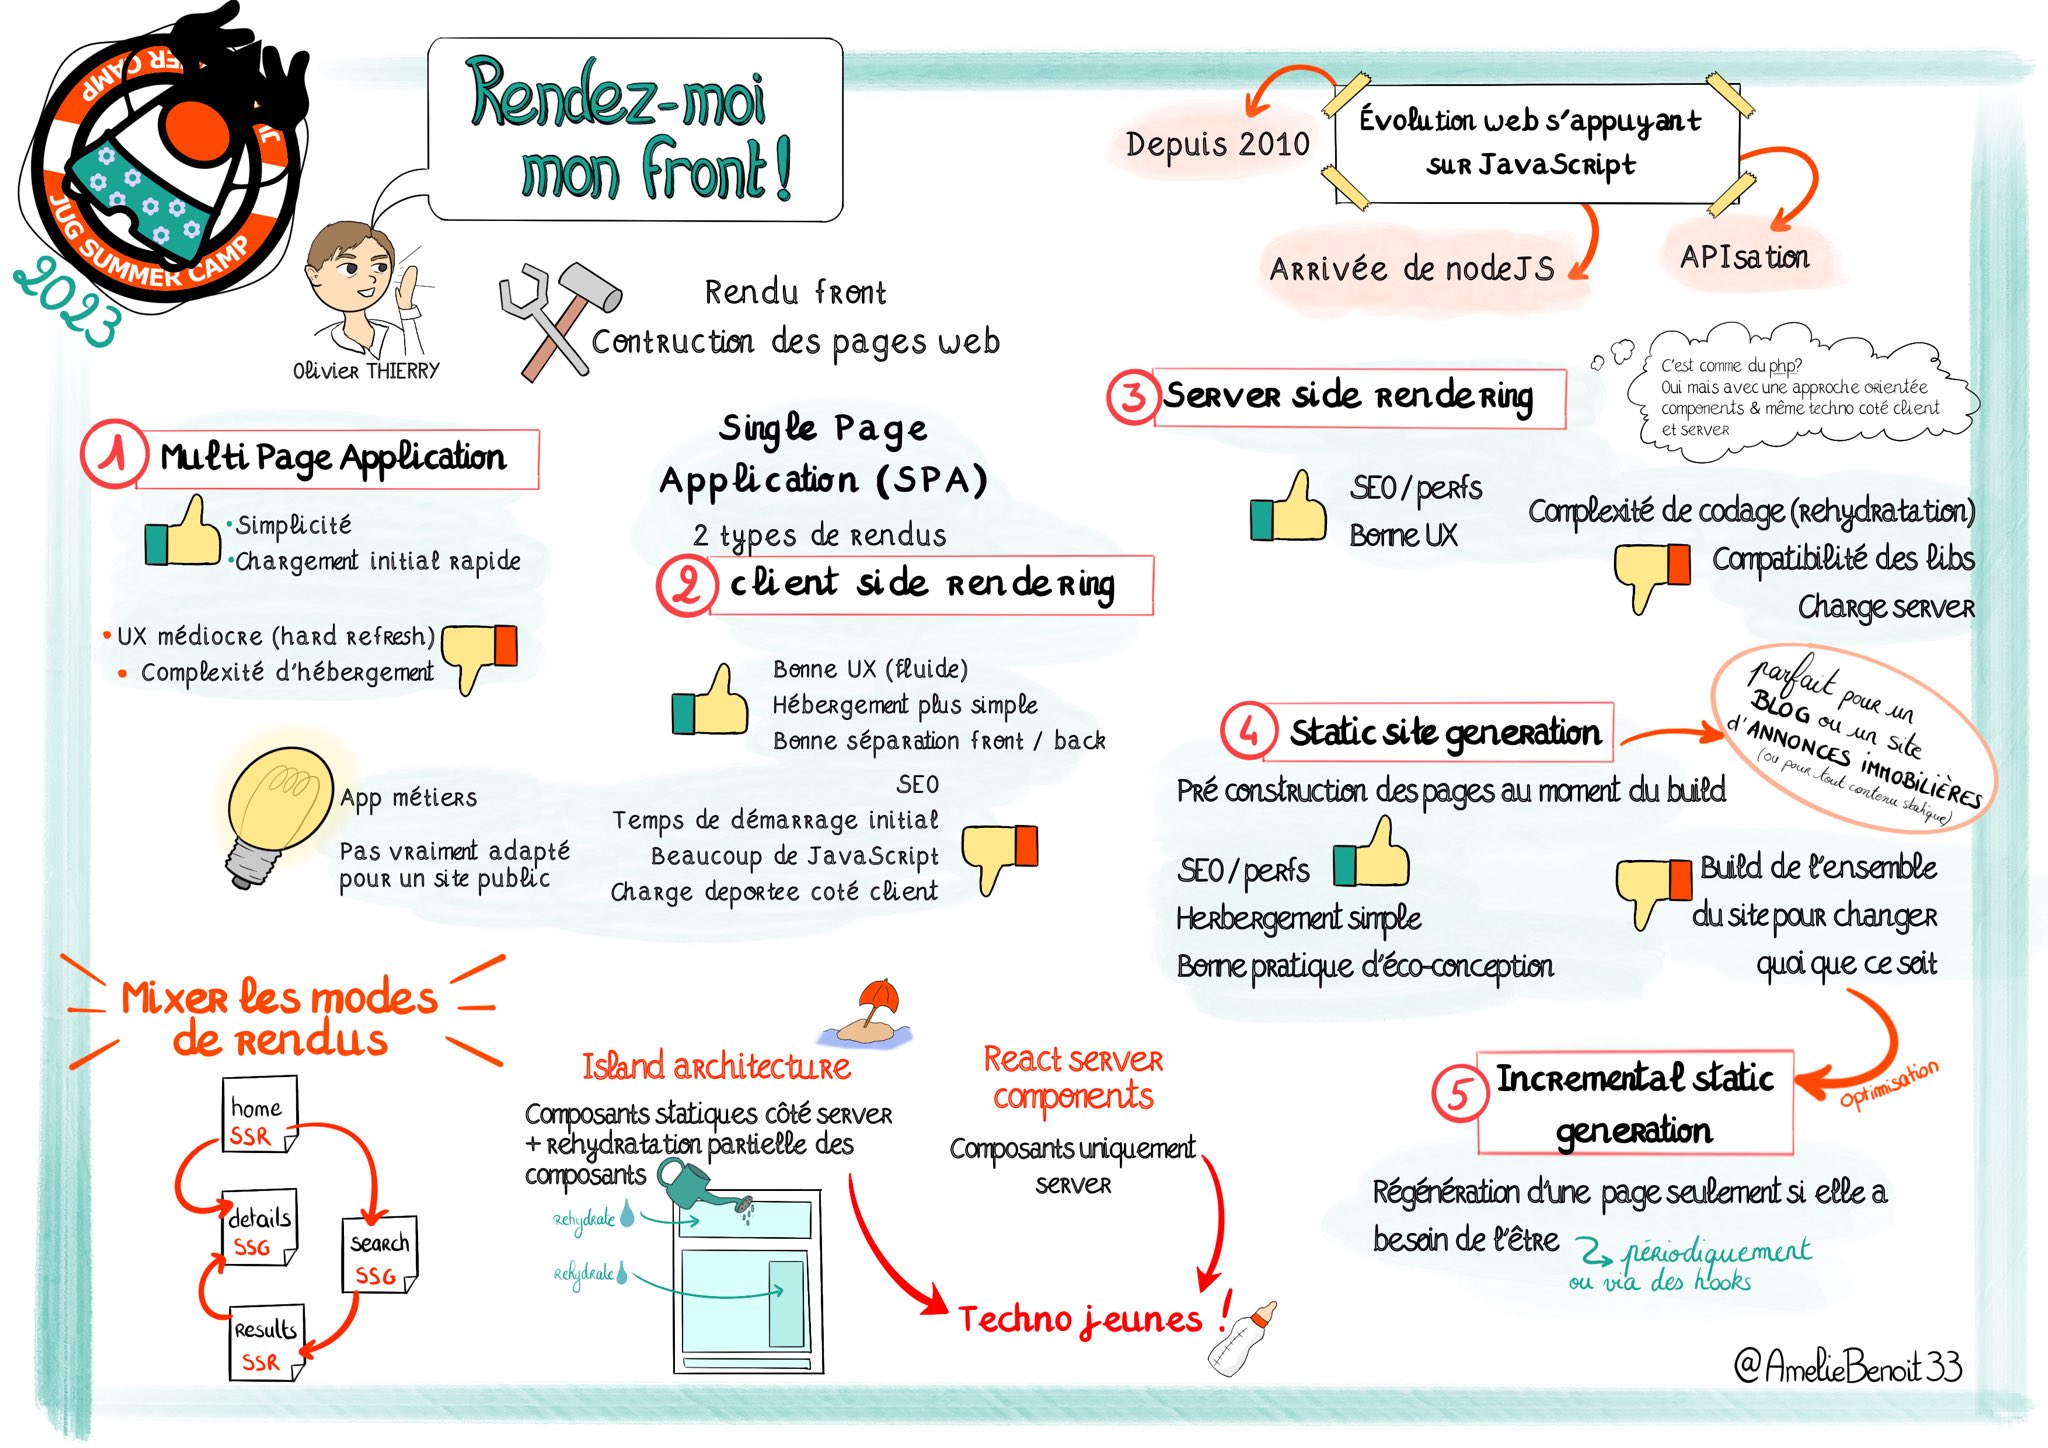 JUG SUMMER CAMP
2023
Rendez-moi
mon front !
Olivier THIERRY
Rendu front
Contruction des pages web
Évolution web s'appuyant
sur JavaScript
Depuis 2010
Arrivée de nodeJS
APIsation
1 Multi Page Application
• Simplicité
• Chargement initial rapide
• UX médiocre (hard refresh)
• Complexité d'hébergement
Single Page
Application (SPA)
2 types de rendus
2 client side rendering
Bonne UX (fluide)
Hébergement plus simple
Bonne séparation front / back
SEO
Temps de démarrage initial
Beaucoup de JavaScript
Charge deportee coté client
App métiers
Pas vraiment adapté
pour un site public
3 Server side rendering
C'est comme du php?
Oui mais avec une approche orientée
components & même techno coté client
et server
SEO / perfs
Bonne UX
Complexité de codage (rehydratation)
Compatibilité des libs
Charge server
4 Static site generation
parfait pour un
BLOG ou un site
d'ANNONCES IMMOBILIÈRES
(ou pour tout contenu statique)
Pré construction des pages au moment du build
SEO / perfs
Herbergement simple
Bonne pratique d'éco-conception
Build de l'ensemble
du site pour changer
quoi que ce soit
optimisation
5 Incremental static
generation
Régénération d'une page seulement si elle a
besoin de l'être
périodiquement
ou via des hooks
Mixer les modes
de rendus
home
SSR
details
SSG
search
SSG
Results
SSR
Island architecture
Composants statiques côté server
+ rehydratation partielle des
composants
rehydrate
Rehydrate
React server
components
Composants uniquement
server
Techno jeunes !
@AmelieBenoit33